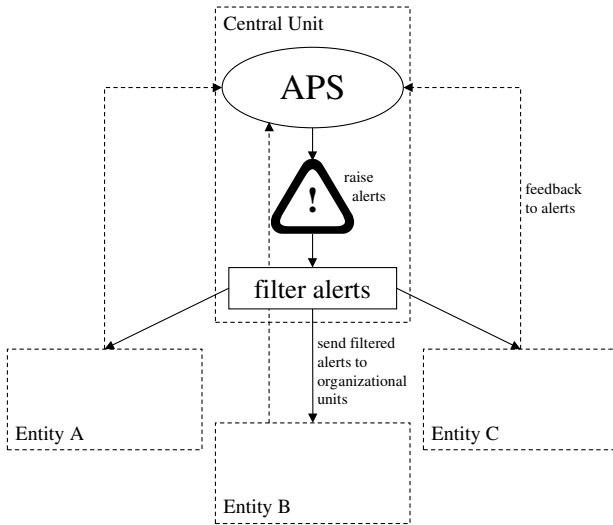 Central Unit
APS
raise
alerts
!
feedback
to alerts
filter alerts
send filtered
alerts to
organizational
units
Entity A
Entity C
Entity B